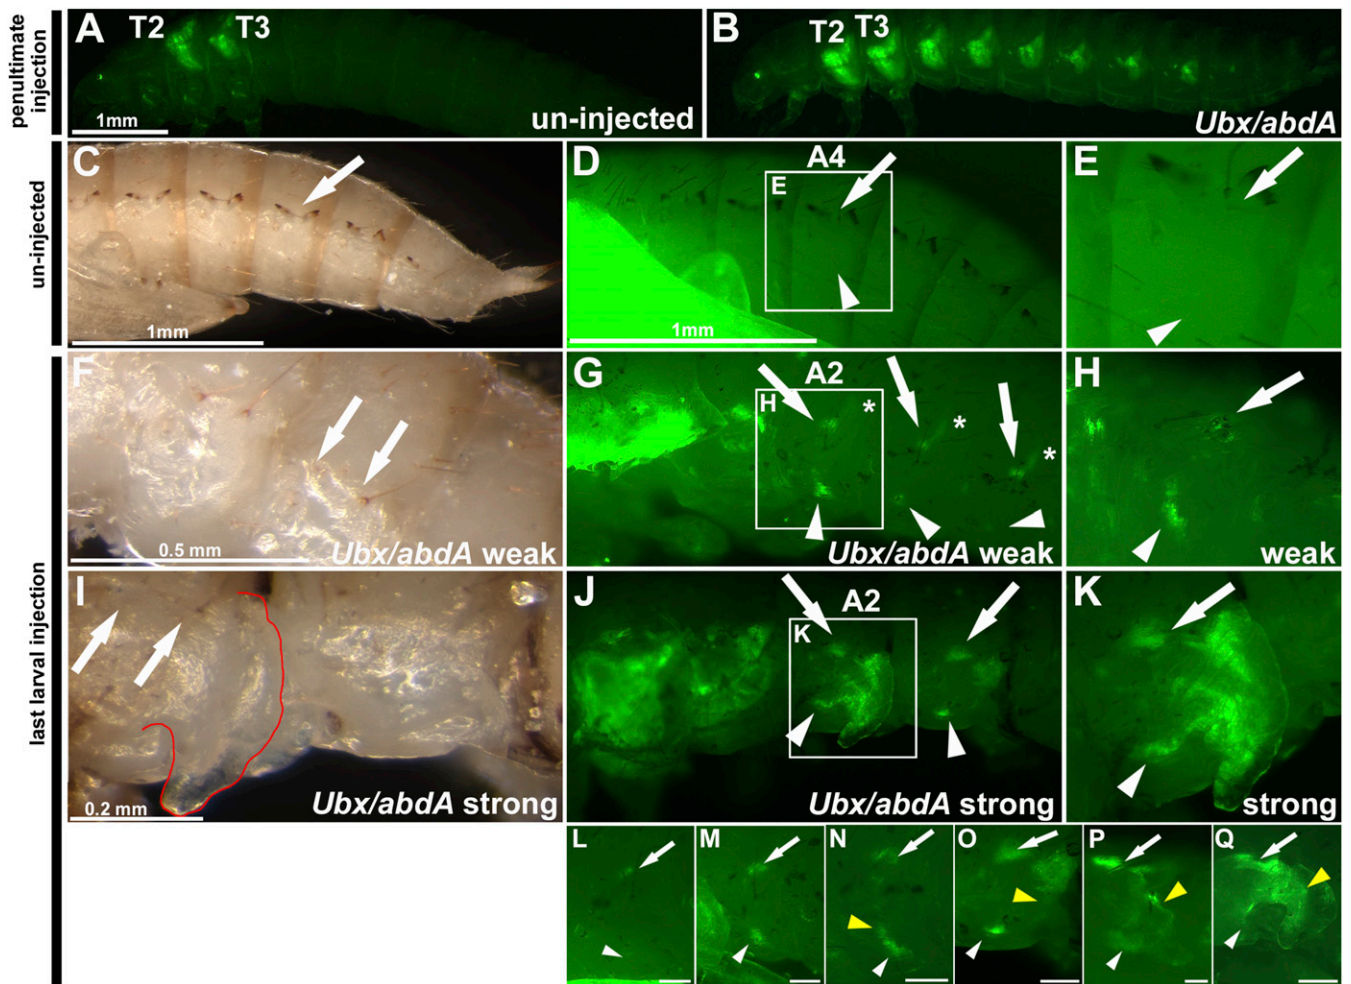 penultimate
injection
A
T2
T3
1mm
un-injected
B
T2
T3
Ubx/abdA
un-injected
C
1mm
D
A4
E
1mm
E
last larval injection
F
0.5 mm
Ubx/abdA weak
G
A2
H
*
*
*
Ubx/abdA weak
H
weak
I
0.2 mm
Ubx/abdA strong
J
A2
K
Ubx/abdA strong
K
strong
L
M
N
O
P
Q